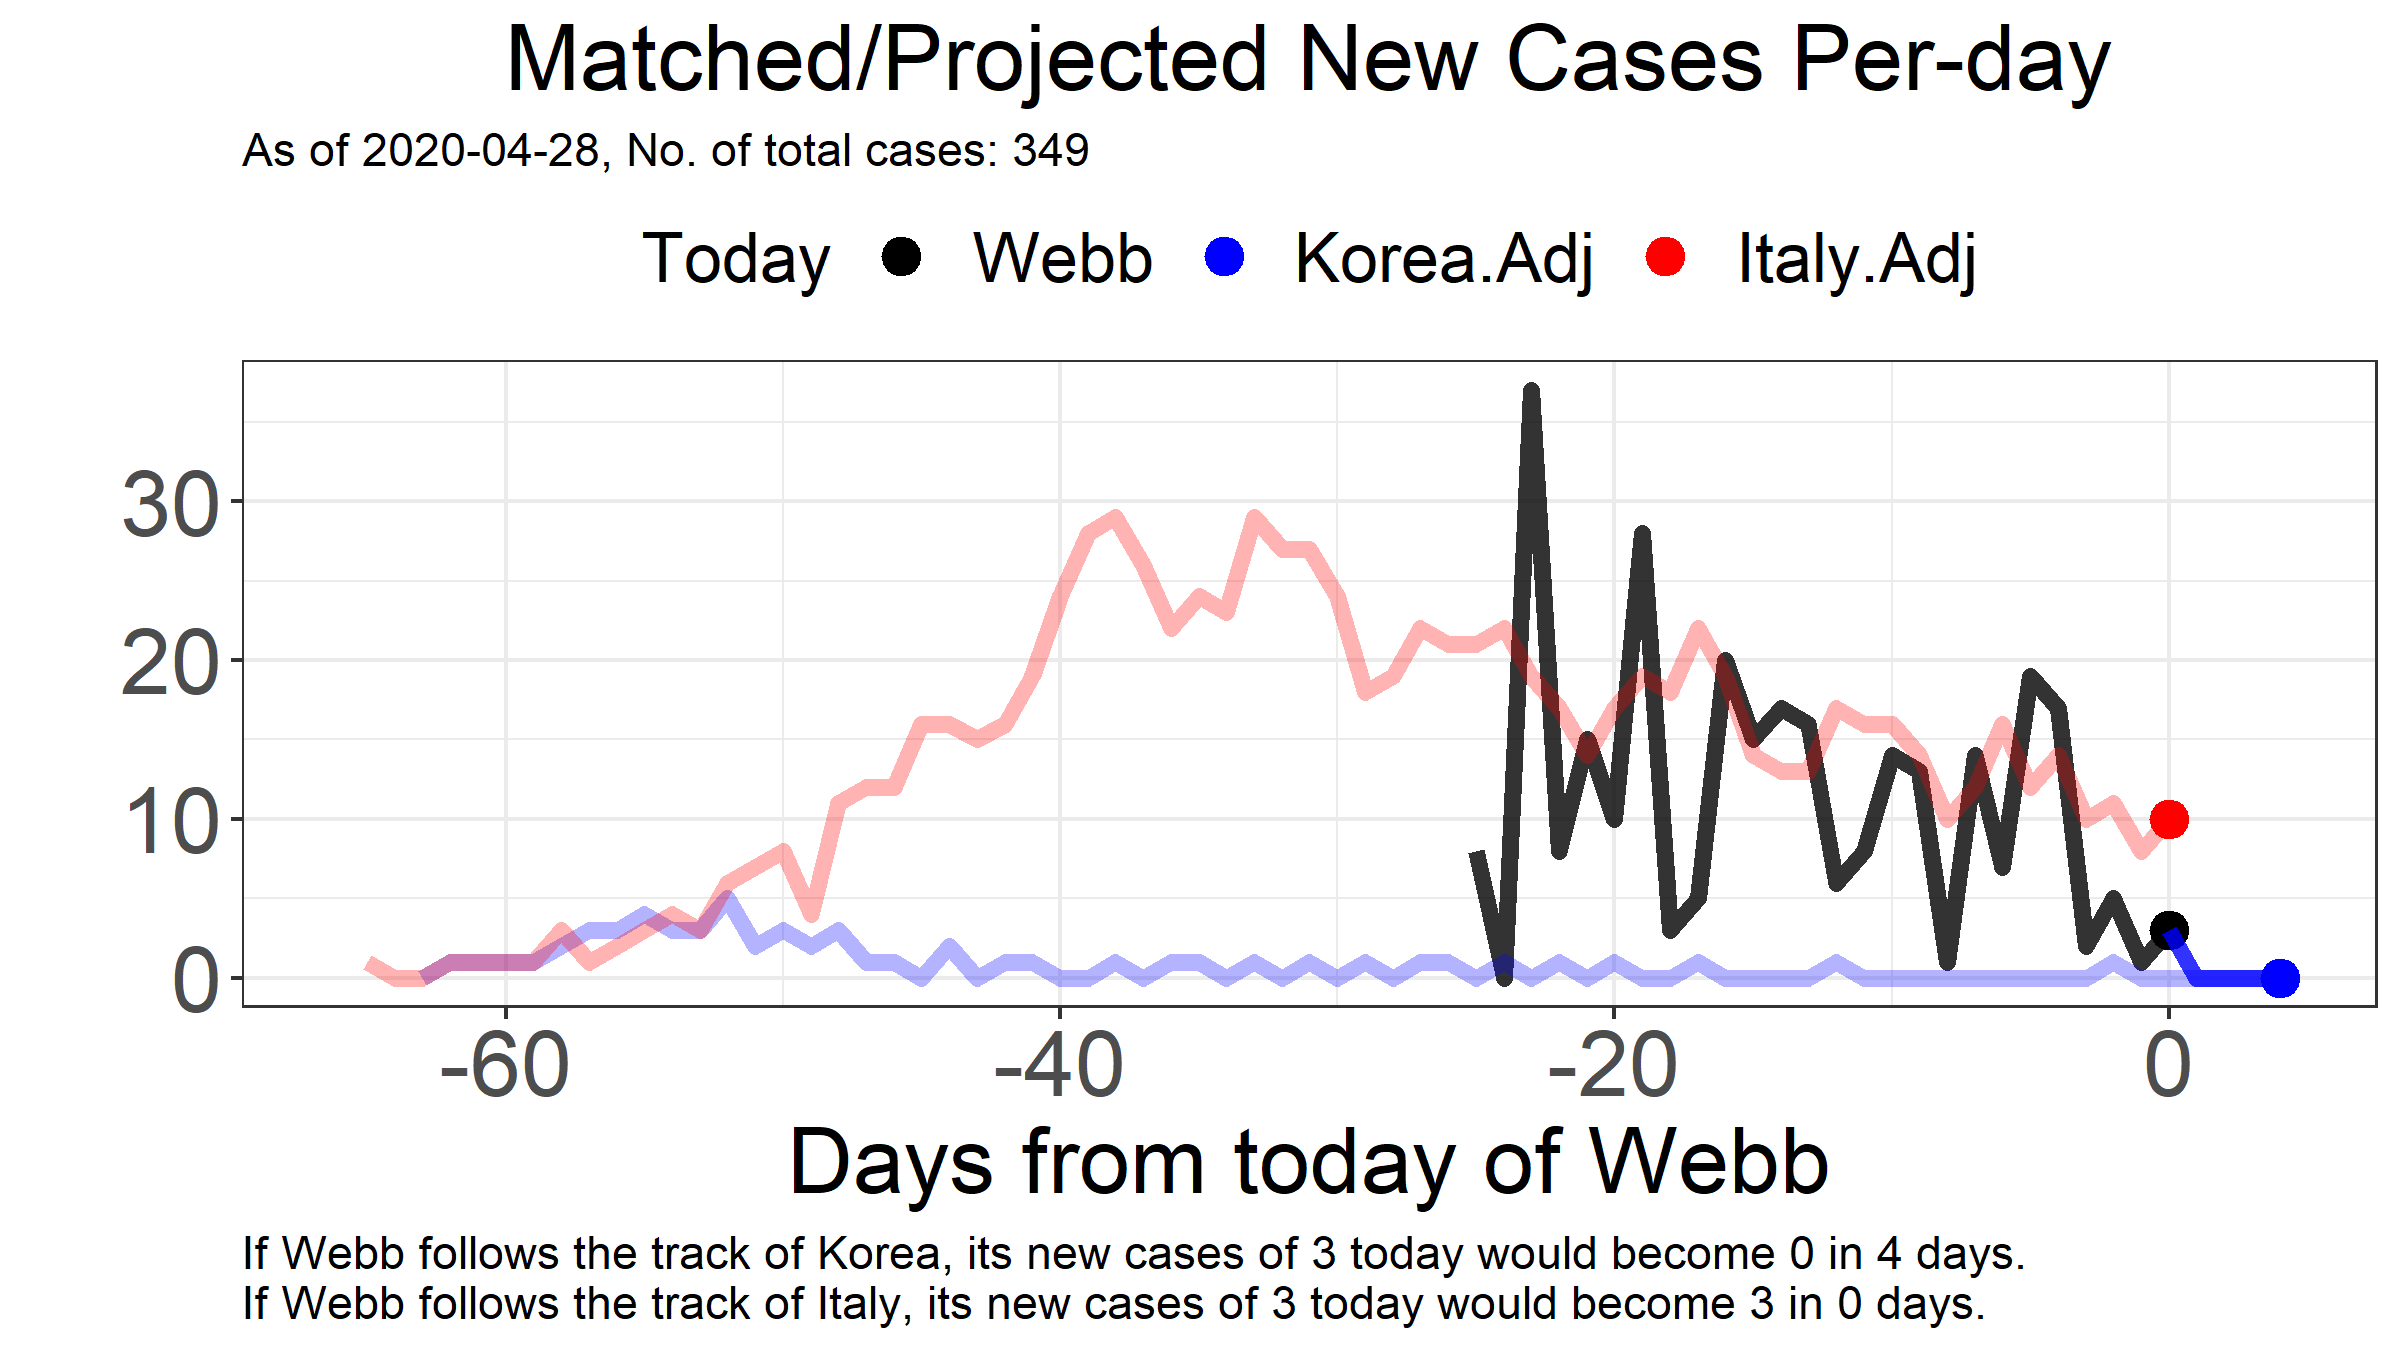 Matched/Projected New Cases Per-day
As of 2020-04-28, No. of total cases: 349
Today Webb Korea.Adj Italy.Adj
30
20
10
0
-60 -40 -20 0
Days from today of Webb
If Webb follows the track of Korea, its new cases of 3 today would become 0 in 4 days.
If Webb follows the track of Italy, its new cases of 3 today would become 3 in 0 days.